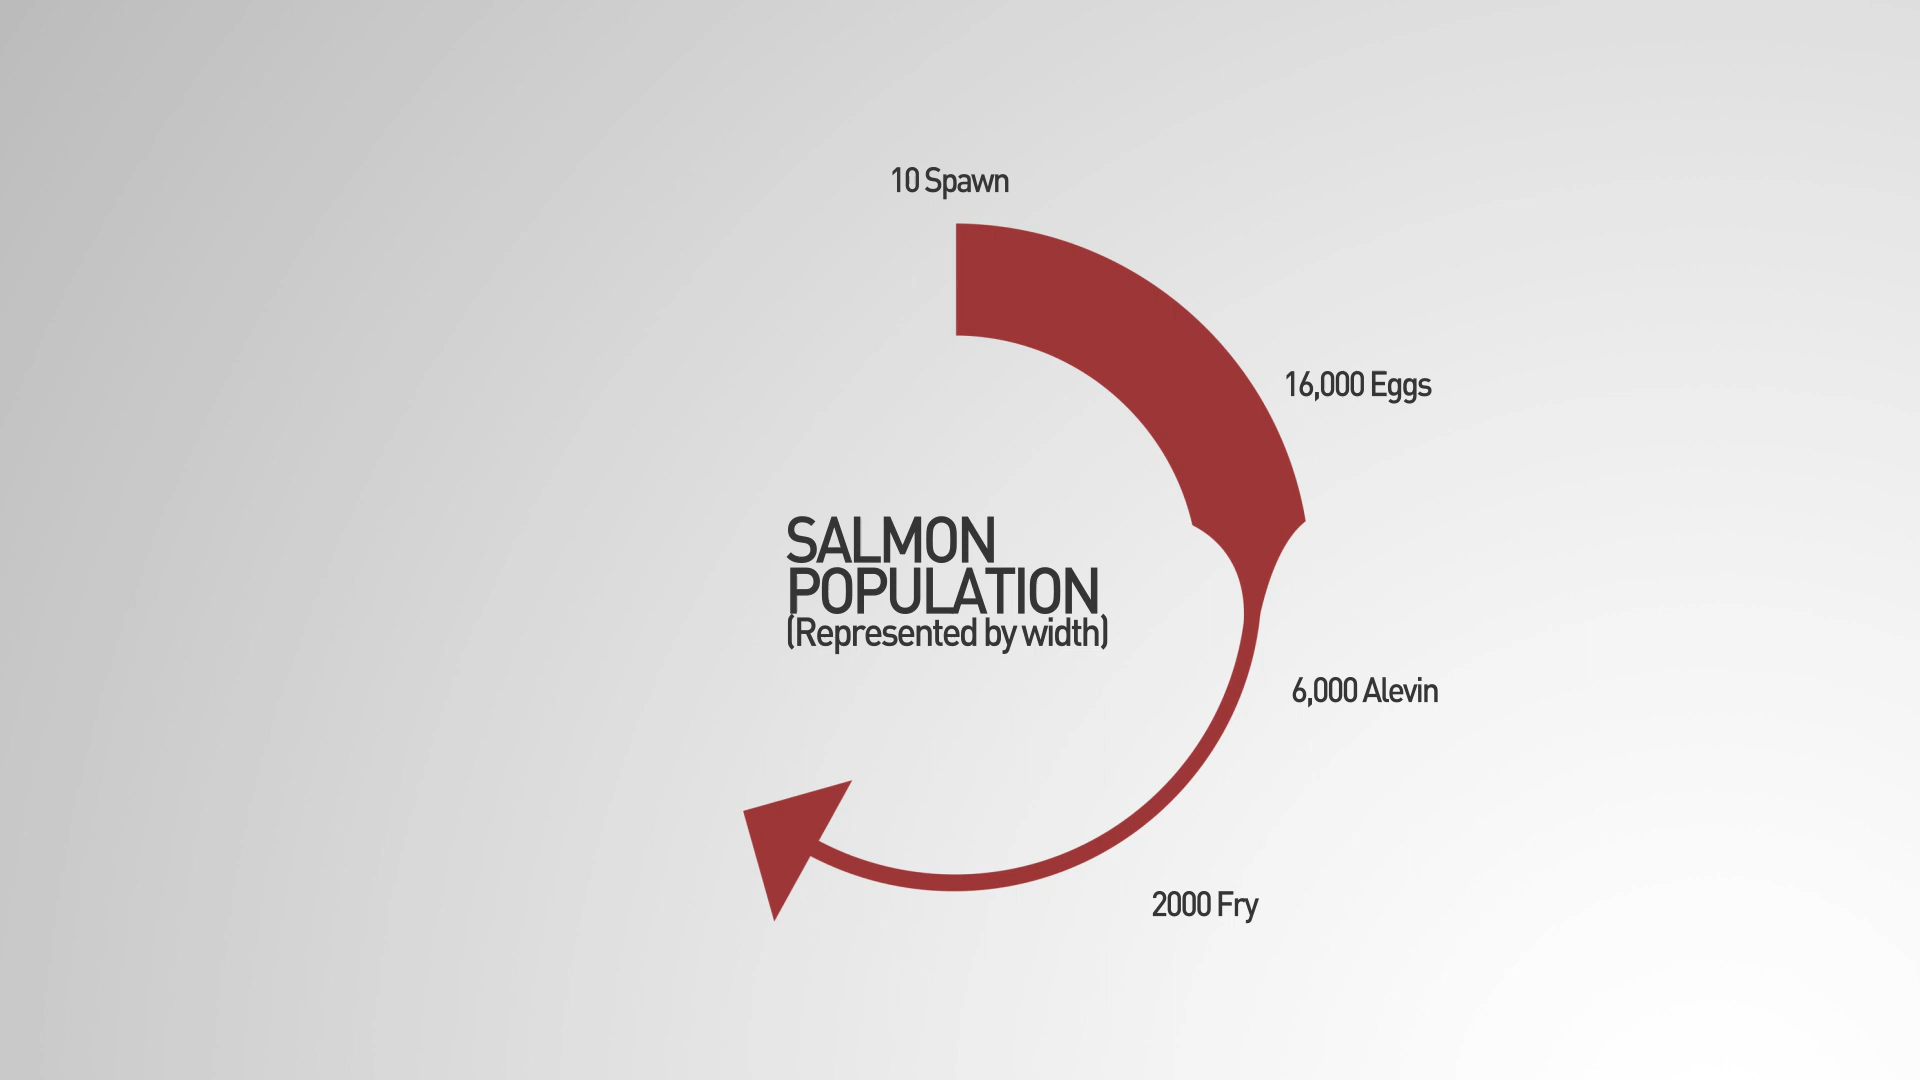 10 Spawn
16,000 Eggs
SALMON
POPULATION
(Represented by width)
6,000 Alevin
2000 Fry